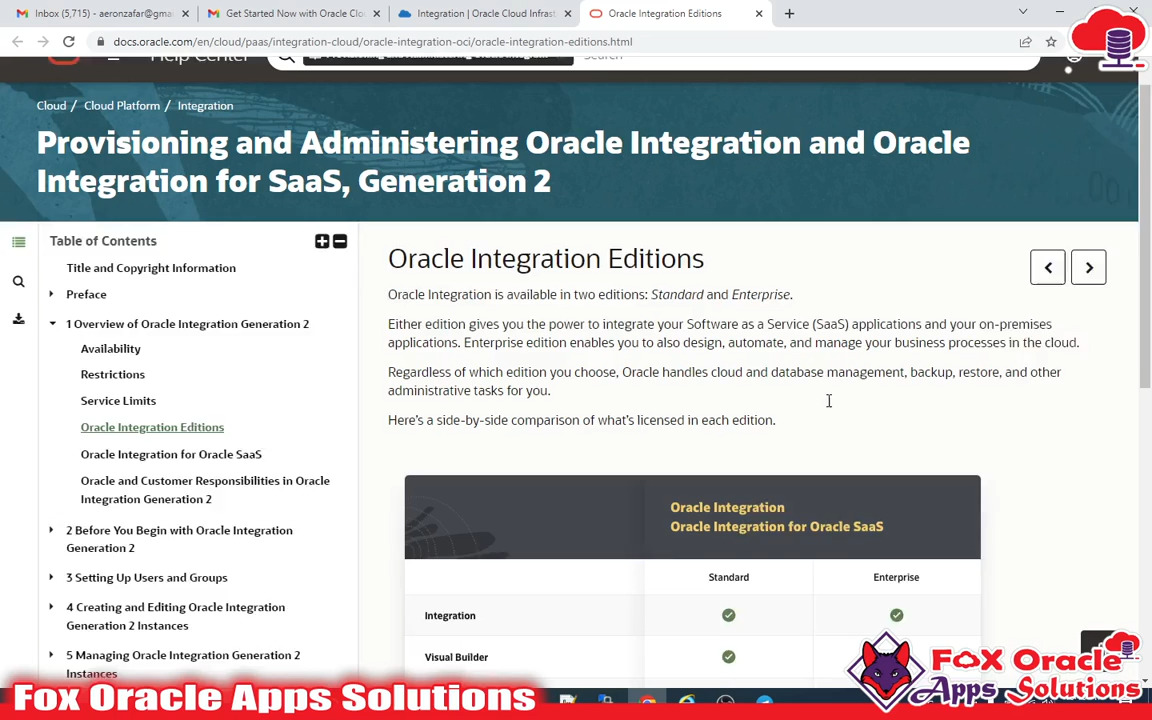 Inbox (5,715) - aeronzafar@gma
Get Started Now with Oracle Clo
Integration | Oracle Cloud Infrast
Oracle Integration Editions
docs.oracle.com/en/cloud/paas/integration-cloud/oracle-integration-oci/oracle-integration-editions.html
Help Center
Search
Cloud / Cloud Platform / Integration
Provisioning and Administering Oracle Integration and Oracle
Integration for SaaS, Generation 2
Table of Contents
Title and Copyright Information
Preface
1 Overview of Oracle Integration Generation 2
Availability
Restrictions
Service Limits
Oracle Integration Editions
Oracle Integration for Oracle SaaS
Oracle and Customer Responsibilities in Oracle
Integration Generation 2
2 Before You Begin with Oracle Integration
Generation 2
3 Setting Up Users and Groups
4 Creating and Editing Oracle Integration
Generation 2 Instances
5 Managing Oracle Integration Generation 2
Instances
Oracle Integration Editions
Oracle Integration is available in two editions: Standard and Enterprise.
Either edition gives you the power to integrate your Software as a Service (SaaS) applications and your on-premises
applications. Enterprise edition enables you to also design, automate, and manage your business processes in the cloud.
Regardless of which edition you choose, Oracle handles cloud and database management, backup, restore, and other
administrative tasks for you.
Here's a side-by-side comparison of what's licensed in each edition.
Oracle Integration
Oracle Integration for Oracle SaaS
Standard Enterprise
Integration
Visual Builder
FOX Oracle
Apps Solutions
Fox Oracle Apps Solutions